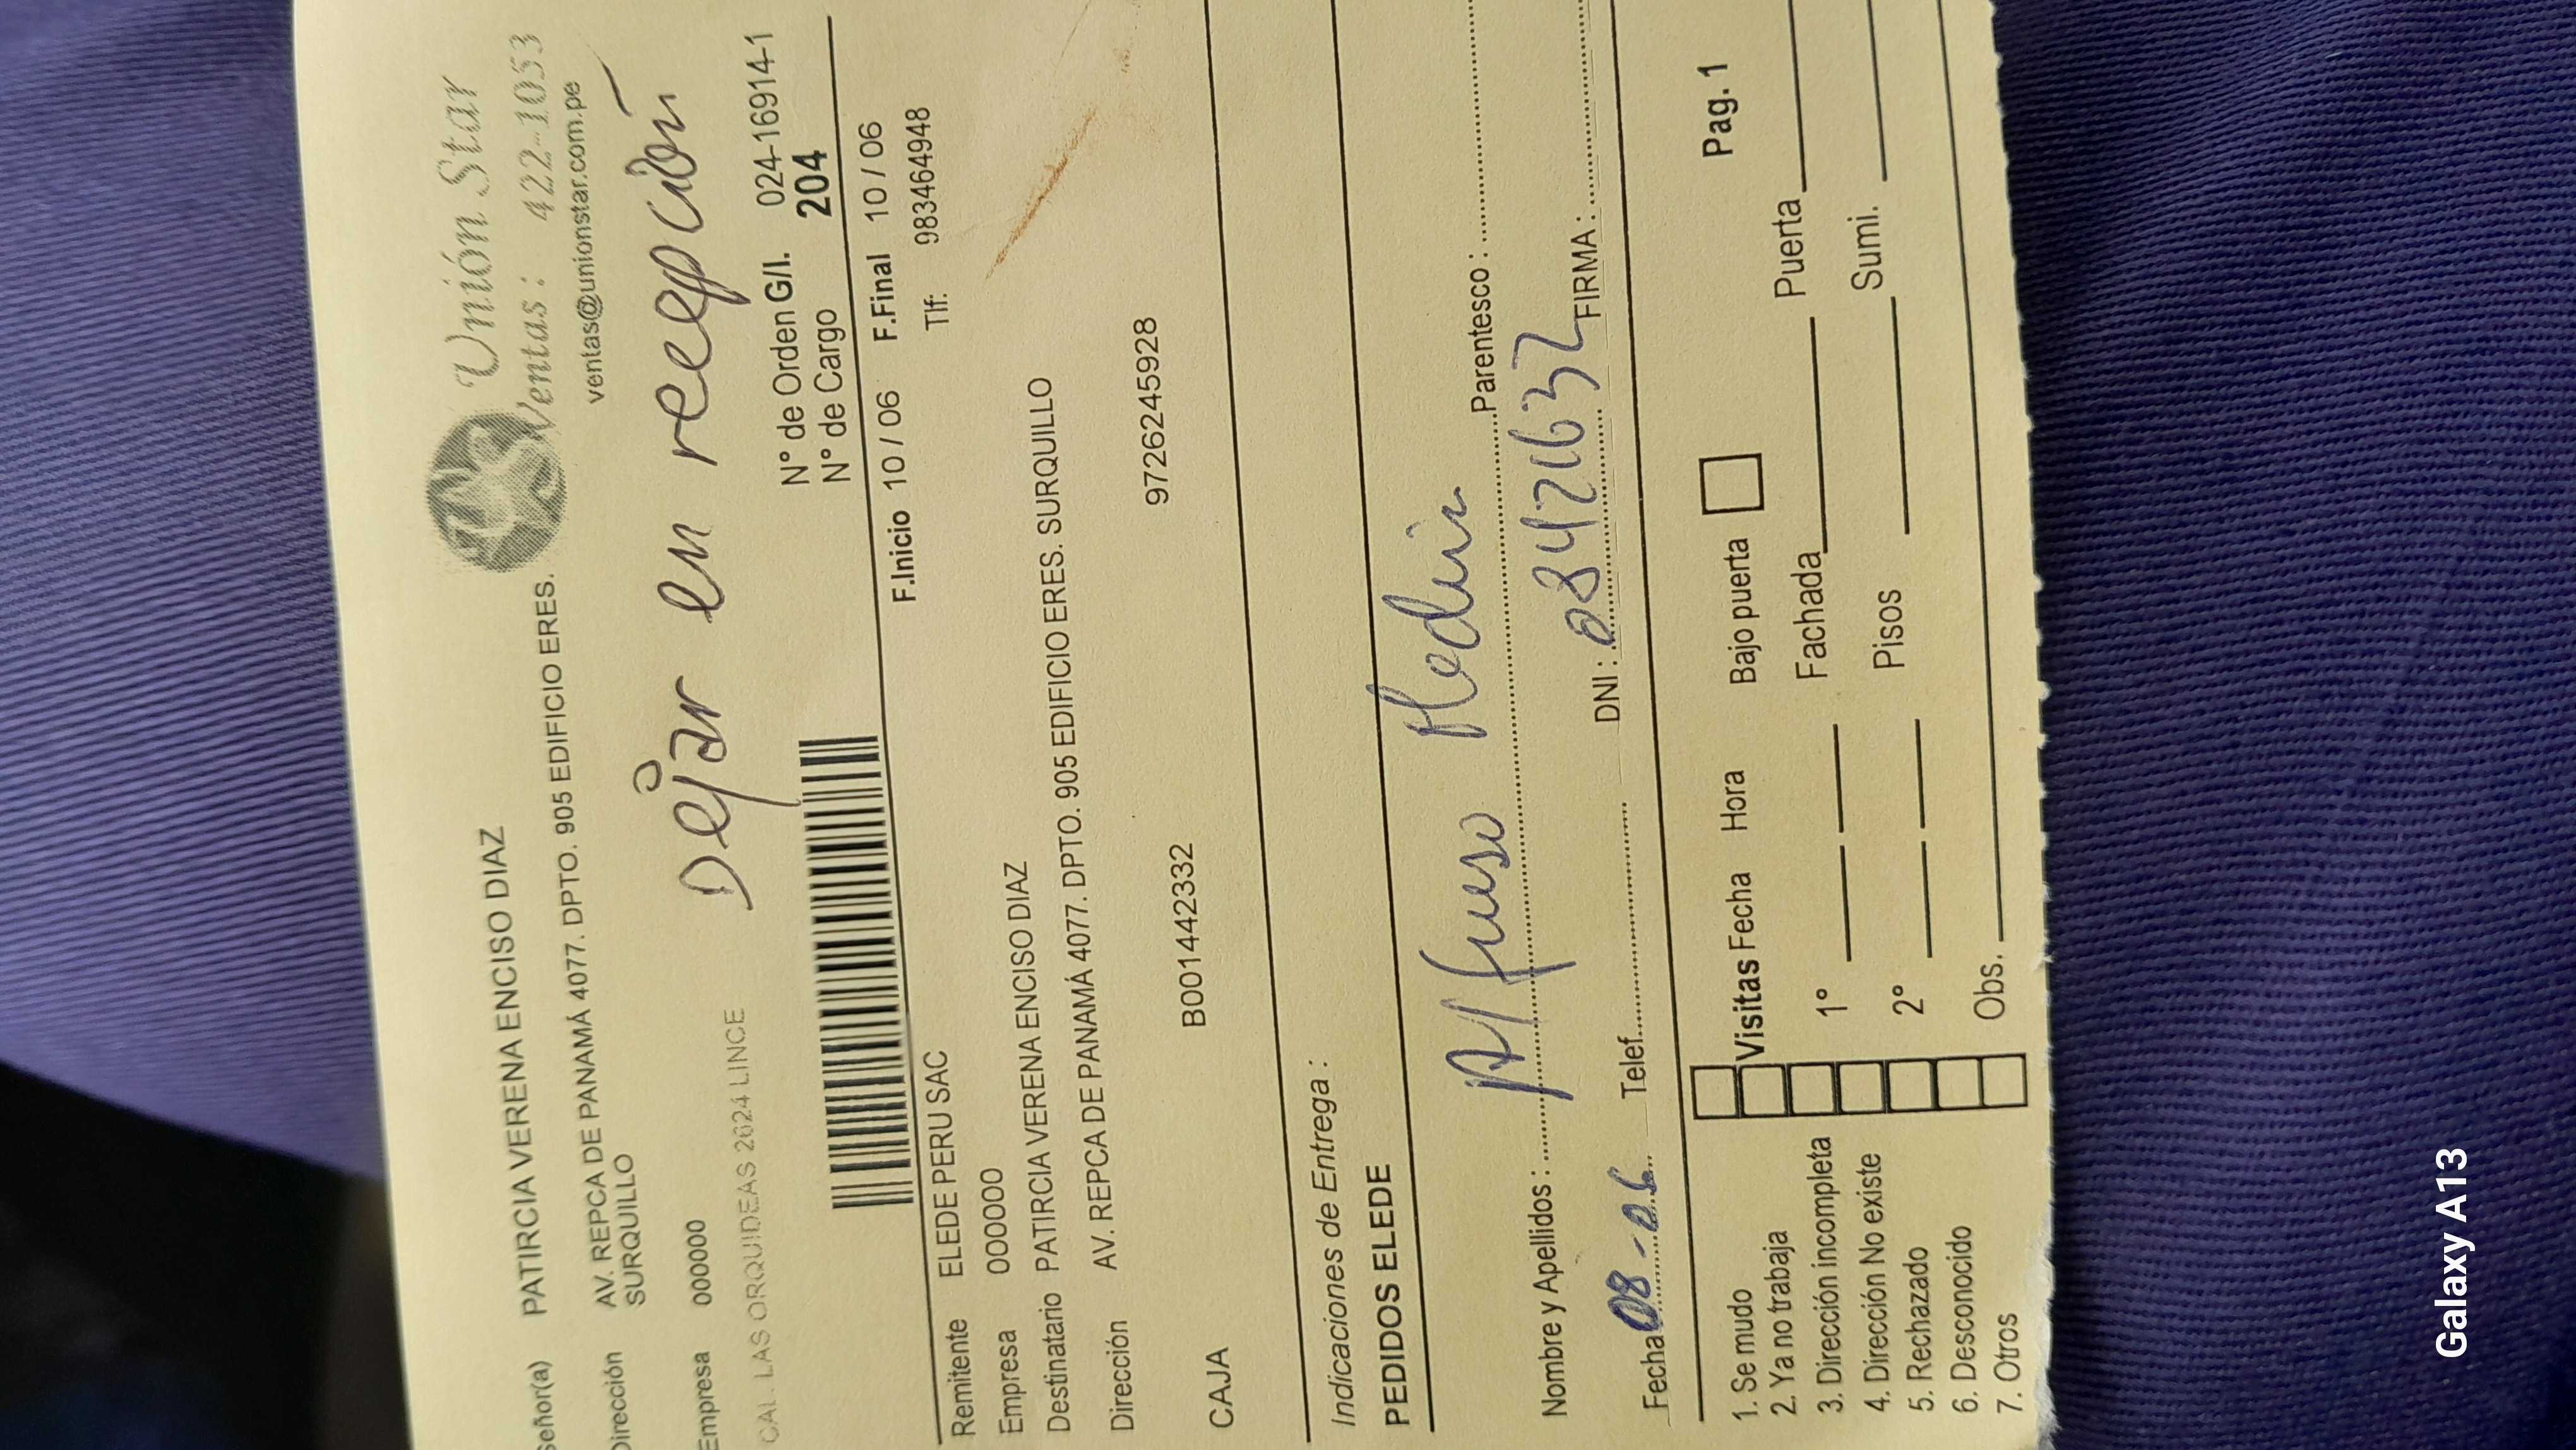 Señor(a) PATIRCIA VERENA ENCISO DIAZ
Unión Star
Ventas: 422-1053
ventas@unionstar.com.pe
Dirección AV. REPCA DE PANAMÁ 4077. DPTO. 905 EDIFICIO ERES.
SURQUILLO
Empresa 000000
Dejar en recepción
CAL. LAS ORQUIDEAS 2624 LINCE
N° de Orden G/I. 024-16914-1
N° de Cargo 204
F.Inicio 10 / 06 F.Final 10 / 06
Remitente ELEDE PERU SAC
Tlf: 983464948
Empresa 000000
Destinatario PATIRCIA VERENA ENCISO DIAZ
Dirección AV. REPCA DE PANAMÁ 4077. DPTO. 905 EDIFICIO ERES. SURQUILLO
CAJA B001442332 9726245928
Indicaciones de Entrega :
PEDIDOS ELEDE
Nombre y Apellidos : Parentesco :
Fecha 08-06 Telef. DNI : 08426632 FIRMA :
1. Se mudo
2. Ya no trabaja
3. Dirección incompleta
4. Dirección No existe
5. Rechazado
6. Desconocido
7. Otros
Visitas Fecha Hora Bajo puerta Pag. 1
1° Fachada Puerta
2° Pisos Sumi.
Obs.
Galaxy A13